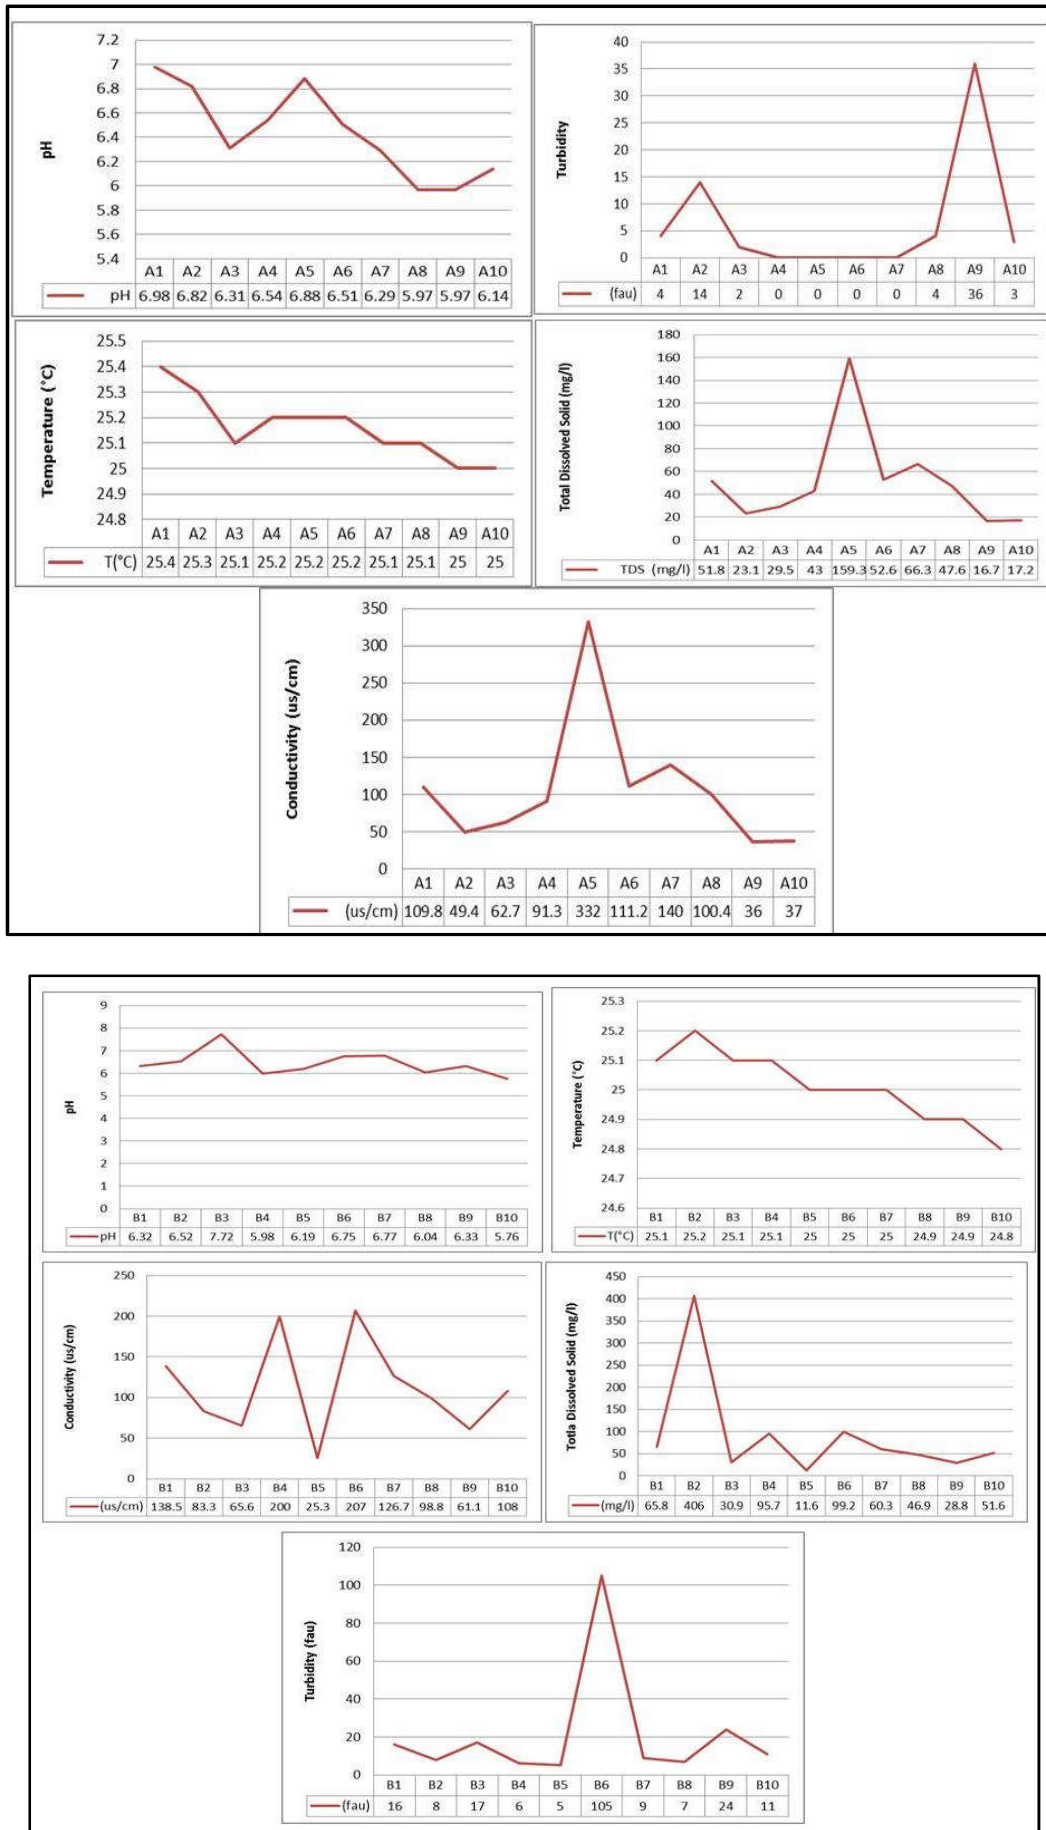 pH
7.2
7
6.8
6.6
6.4
6.2
6
5.8
5.6
5.4
A1 A2 A3 A4 A5 A6 A7 A8 A9 A10
pH 6.98 6.82 6.31 6.54 6.88 6.51 6.29 5.97 5.97 6.14
Turbidity
40
35
30
25
20
15
10
5
0
A1 A2 A3 A4 A5 A6 A7 A8 A9 A10
(fau) 4 14 2 0 0 0 0 4 36 3
Temperature (°C)
25.5
25.4
25.3
25.2
25.1
25
24.9
24.8
A1 A2 A3 A4 A5 A6 A7 A8 A9 A10
T(°C) 25.4 25.3 25.1 25.2 25.2 25.2 25.1 25.1 25 25
Total Dissolved Solid (mg/l)
180
160
140
120
100
80
60
40
20
0
A1 A2 A3 A4 A5 A6 A7 A8 A9 A10
TDS (mg/l) 51.8 23.1 29.5 43 159.3 52.6 66.3 47.6 16.7 17.2
Conductivity (us/cm)
350
300
250
200
150
100
50
0
A1 A2 A3 A4 A5 A6 A7 A8 A9 A10
(us/cm) 109.8 49.4 62.7 91.3 332 111.2 140 100.4 36 37
pH
9
8
7
6
5
4
3
2
1
0
B1 B2 B3 B4 B5 B6 B7 B8 B9 B10
pH 6.32 6.52 7.72 5.98 6.19 6.75 6.77 6.04 6.33 5.76
Temperature (°C)
25.3
25.2
25.1
25
24.9
24.8
24.7
24.6
B1 B2 B3 B4 B5 B6 B7 B8 B9 B10
T(°C) 25.1 25.2 25.1 25.1 25 25 25 24.9 24.9 24.8
Conductivity (us/cm)
250
200
150
100
50
0
B1 B2 B3 B4 B5 B6 B7 B8 B9 B10
(us/cm) 138.5 83.3 65.6 200 25.3 207 126.7 98.8 61.1 108
Totla Dissolved Solid (mg/l)
450
400
350
300
250
200
150
100
50
0
B1 B2 B3 B4 B5 B6 B7 B8 B9 B10
(mg/l) 65.8 406 30.9 95.7 11.6 99.2 60.3 46.9 28.8 51.6
Turbidity (fau)
120
100
80
60
40
20
0
B1 B2 B3 B4 B5 B6 B7 B8 B9 B10
(fau) 16 8 17 6 5 105 9 7 24 11